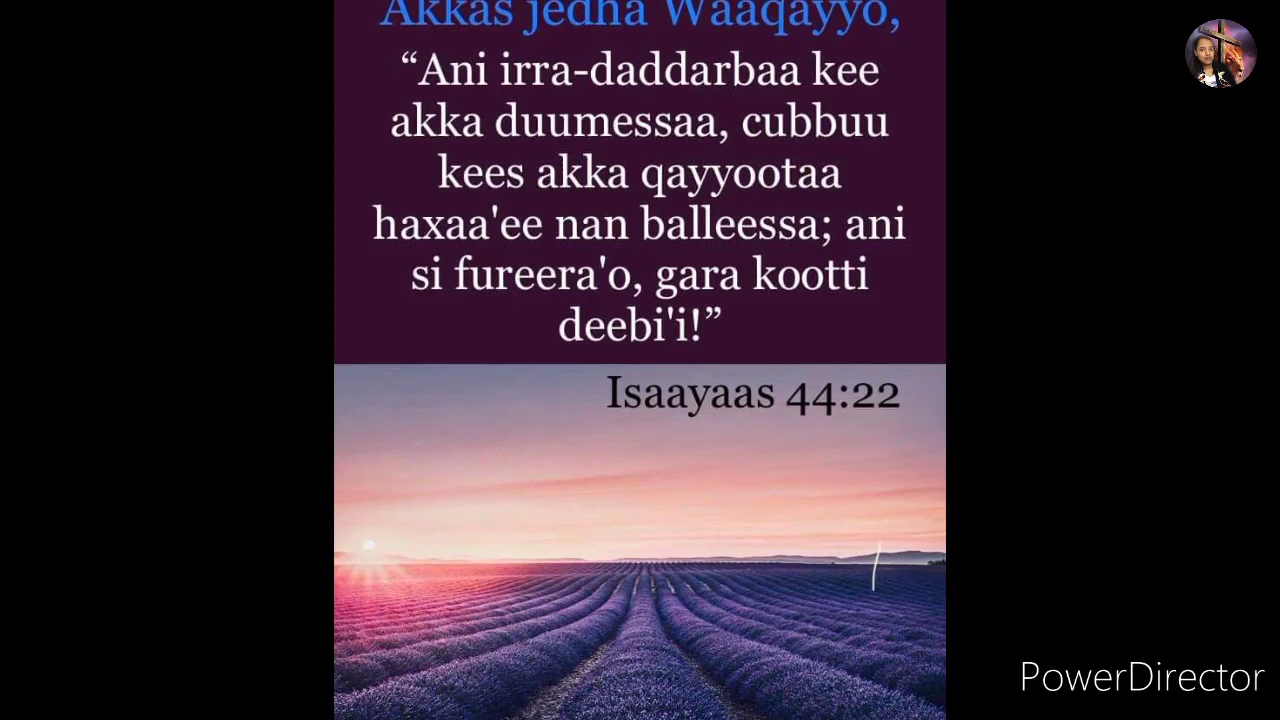 Akkas jedha Waaqayyo,
“Ani irra-daddarbaa kee
akka duumessaa, cubbuu
kees akka qayyootaa
haxaa'ee nan balleessa; ani
si fureera'o, gara kootti
deebi'i!”
Isaayaas 44:22
PowerDirector